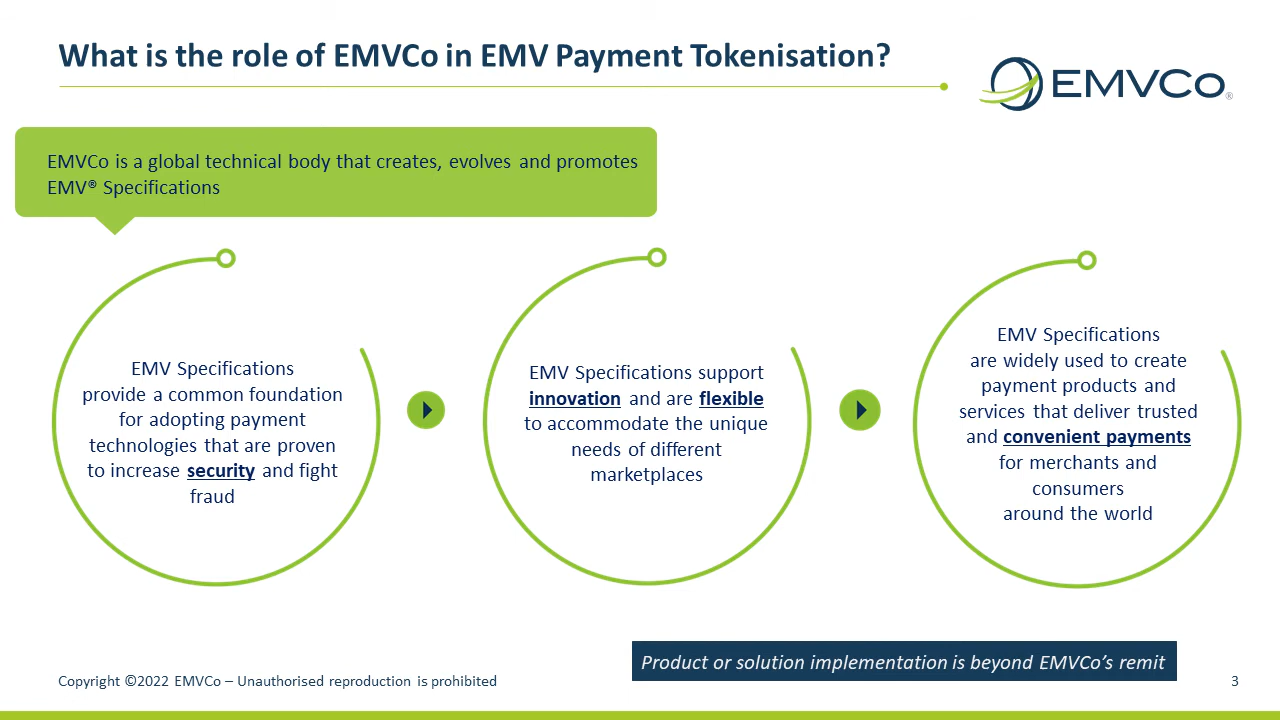 What is the role of EMVCo in EMV Payment Tokenisation?
EMVCo®
EMVCo is a global technical body that creates, evolves and promotes
EMV® Specifications
EMV Specifications
provide a common foundation
for adopting payment
technologies that are proven
to increase security and fight
fraud
EMV Specifications support
innovation and are flexible
to accommodate the unique
needs of different
marketplaces
EMV Specifications
are widely used to create
payment products and
services that deliver trusted
and convenient payments
for merchants and
consumers
around the world
Product or solution implementation is beyond EMVCo’s remit
Copyright ©2022 EMVCo – Unauthorised reproduction is prohibited
3